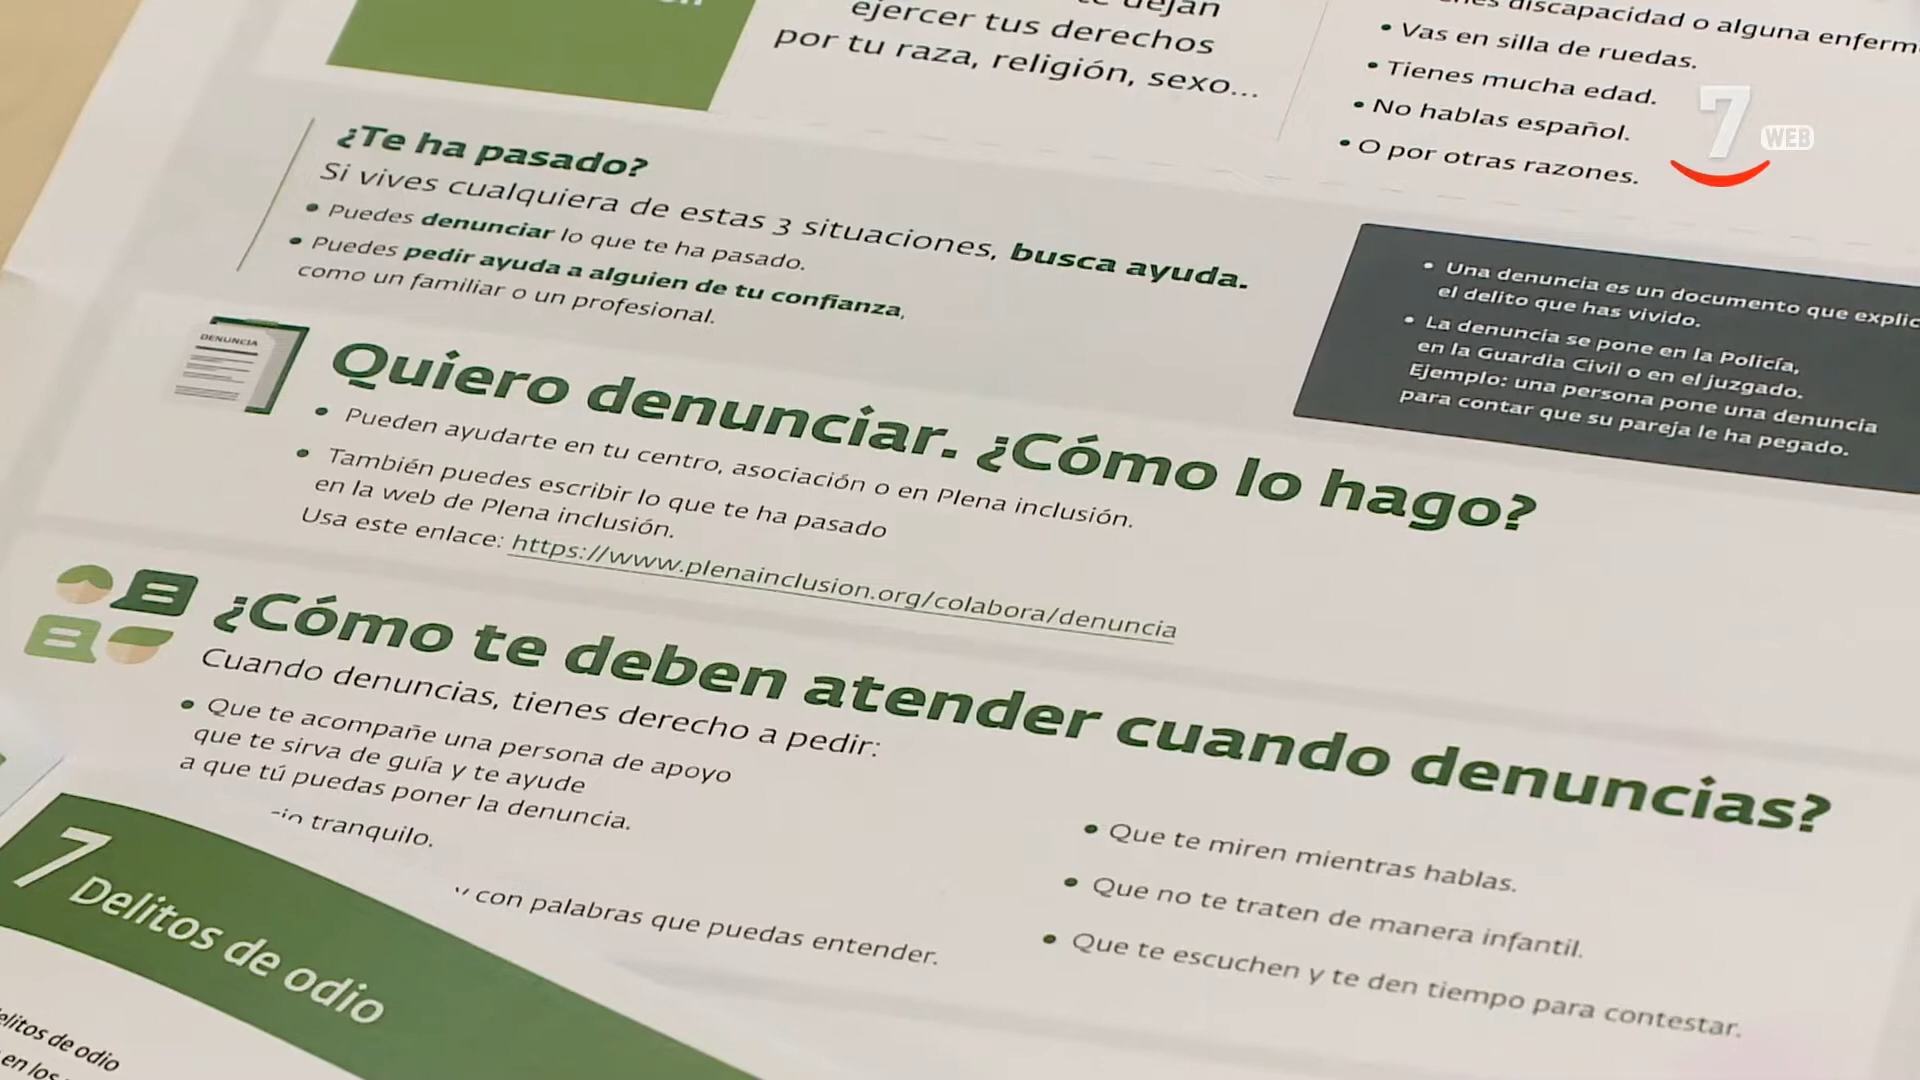 dejan
ejercer tus derechos
por tu raza, religión, sexo...
discapacidad o alguna
• Vas en silla de ruedas.
• Tienes mucha edad.
• No hablas español.
• O por otras razones.
7 WEB
¿Te ha pasado?
Si vives cualquiera de estas 3 situaciones, busca ayuda.
• Puedes denunciar lo que te ha pasado.
• Puedes pedir ayuda a alguien de tu confianza,
como un familiar o un profesional.
• Una denuncia es un documento que explic
el delito que has vivido.
• La denuncia se pone en la Policía,
en la Guardia Civil o en el juzgado.
Ejemplo: una persona pone una denuncia
para contar que su pareja le ha pegado.
DENUNCIA
Quiero denunciar. ¿Cómo lo hago?
• Pueden ayudarte en tu centro, asociación o en Plena inclusión.
• También puedes escribir lo que te ha pasado
en la web de Plena inclusión.
Usa este enlace: https://www.plenainclusion.org/colabora/denuncia
¿Cómo te deben atender cuando denuncias?
Cuando denuncias, tienes derecho a pedir:
• Que te acompañe una persona de apoyo
que te sirva de guía y te ayude
a que tú puedas poner la denuncia.
tranquilo.
y con palabras que puedas entender.
• Que te miren mientras hablas.
• Que no te traten de manera infantil.
• Que te escuchen y te den tiempo para contestar.
7 Delitos de odio
elitos de odio
en los